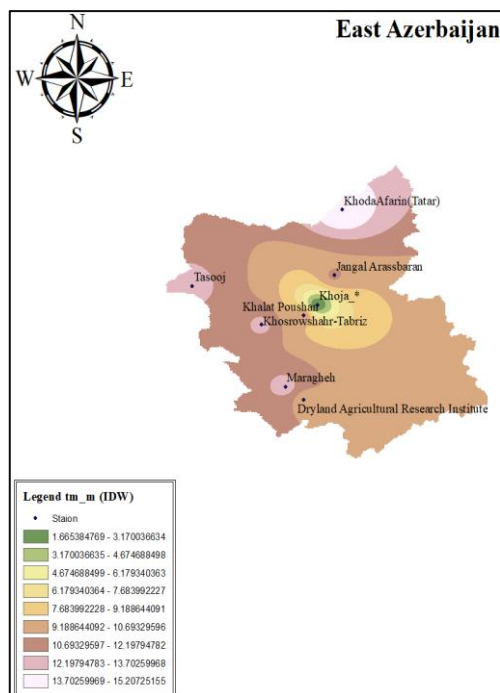 East Azerbaijan
N
W E
S
KhodaAfarin(Tatar)
Jangal Arassbaran
Tasooj
Khoja_*
Khalat Poushan
Khosrowshahr-Tabriz
Maragheh
Dryland Agricultural Research Institute
Legend tm_m (IDW)
Staion
1.665384769 - 3.170036634
3.170036635 - 4.674688498
4.674688499 - 6.179340363
6.179340364 - 7.683992227
7.683992228 - 9.188644091
9.188644092 - 10.69329596
10.69329597 - 12.19794782
12.19794783 - 13.70259968
13.70259969 - 15.20725155